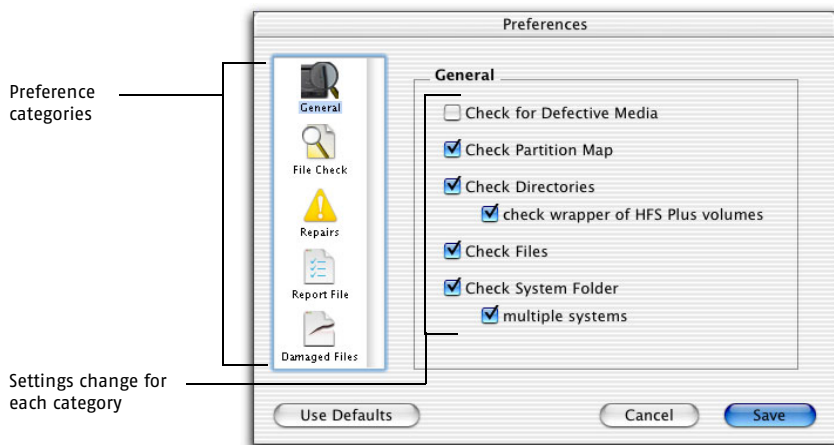 Preferences
Preference
categories
General
File Check
Repairs
Report File
Damaged Files
General
Check for Defective Media
Check Partition Map
Check Directories
check wrapper of HFS Plus volumes
Check Files
Check System Folder
multiple systems
Settings change for
each category
Use Defaults
Cancel
Save